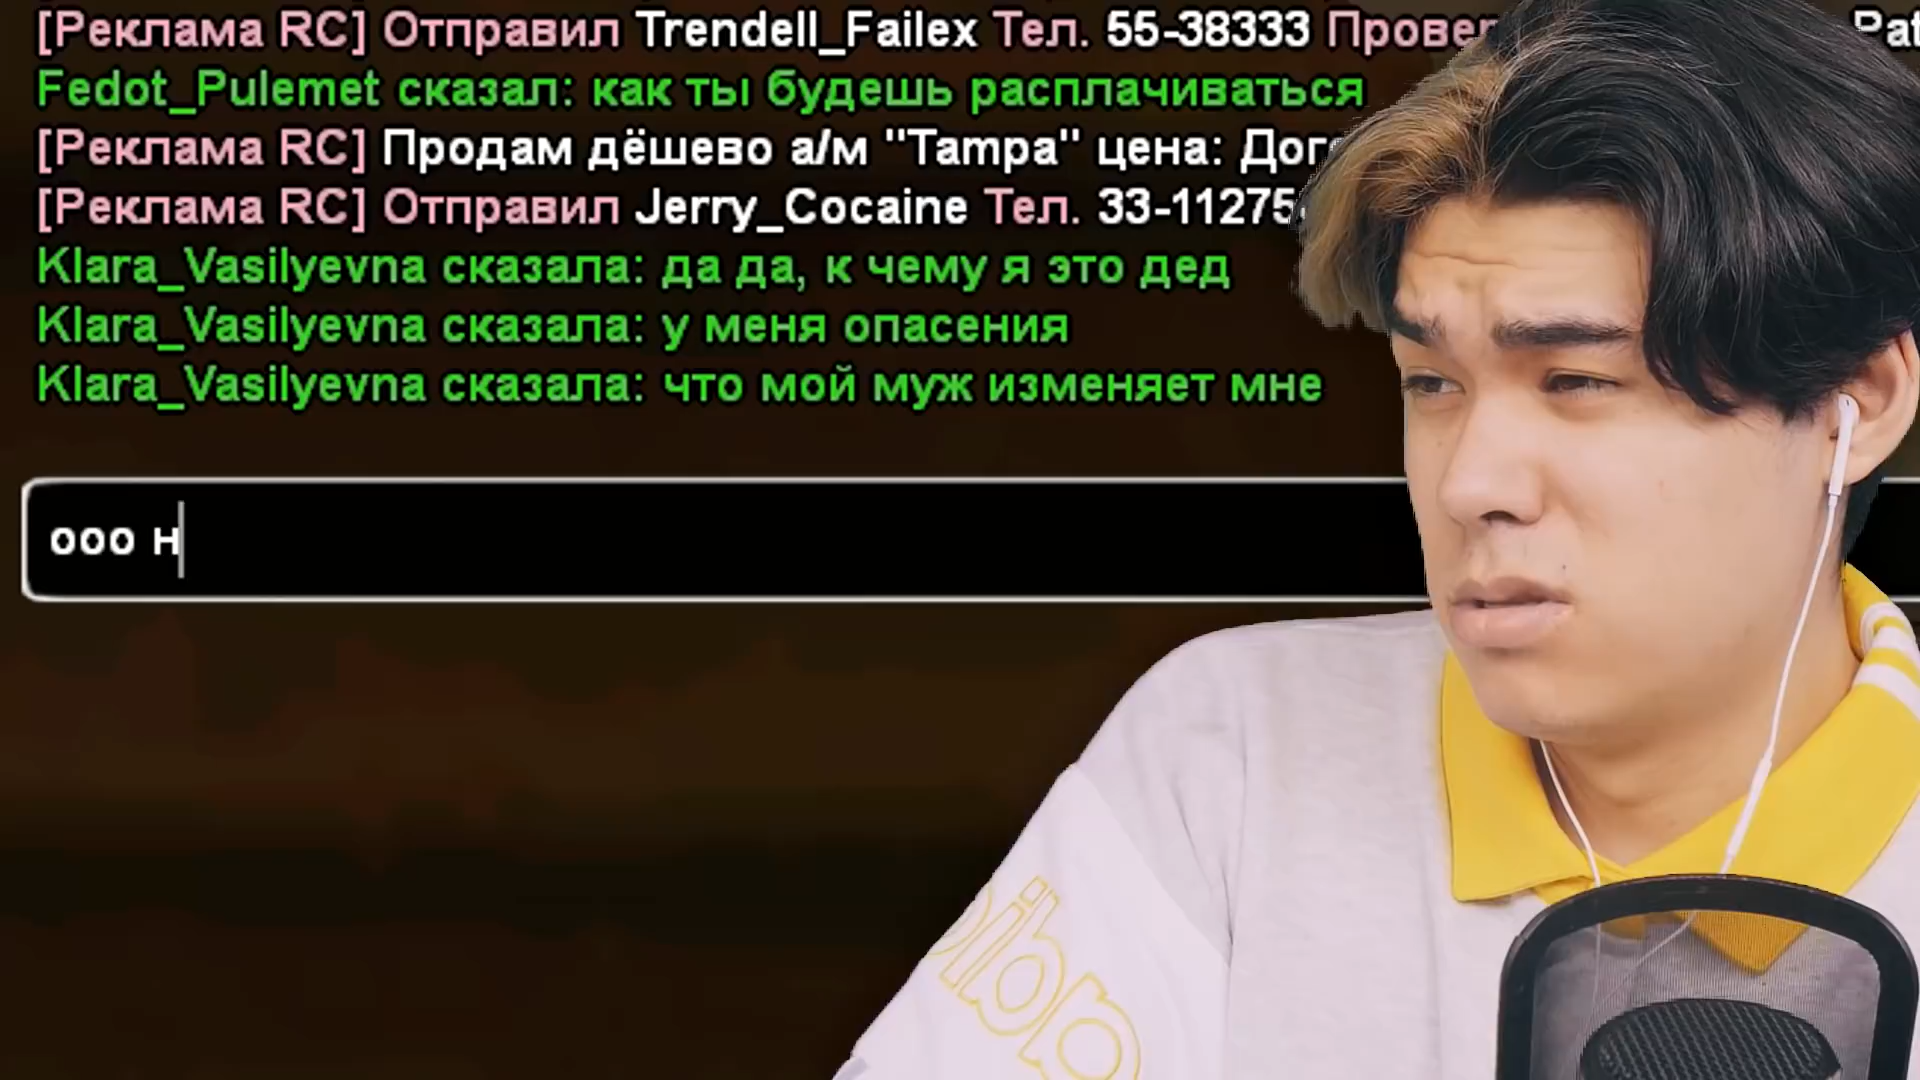 [Реклама RC] Отправил Trendell_Failex Тел. 55-38333
Fedot_Pulemet сказал: как ты будешь расплачиваться
[Реклама RC] Продам дёшево а/м "Tampa" цена:
[Реклама RC] Отправил Jerry_Cocaine Тел.
Klara_Vasilyevna сказала: да да, к чему я это дед
Klara_Vasilyevna сказала: у меня опасения
Klara_Vasilyevna сказала: что мой муж изменяет мне
ооо н